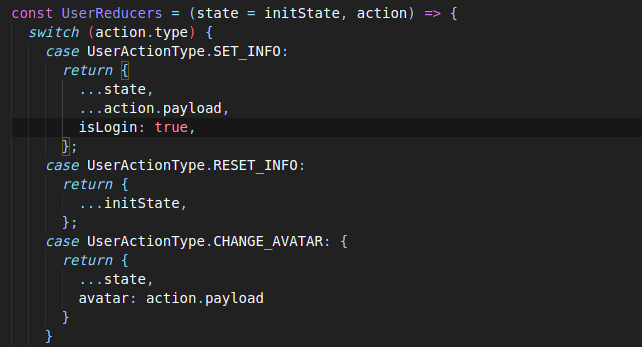 const UserReducers = (state = initState, action) => {
  switch (action.type) {
    case UserActionType.SET_INFO:
      return {
        ...state,
        ...action.payload,
        isLogin: true,
      };
    case UserActionType.RESET_INFO:
      return {
        ...initState,
      };
    case UserActionType.CHANGE_AVATAR: {
      return {
        ...state,
        avatar: action.payload
      }
    }